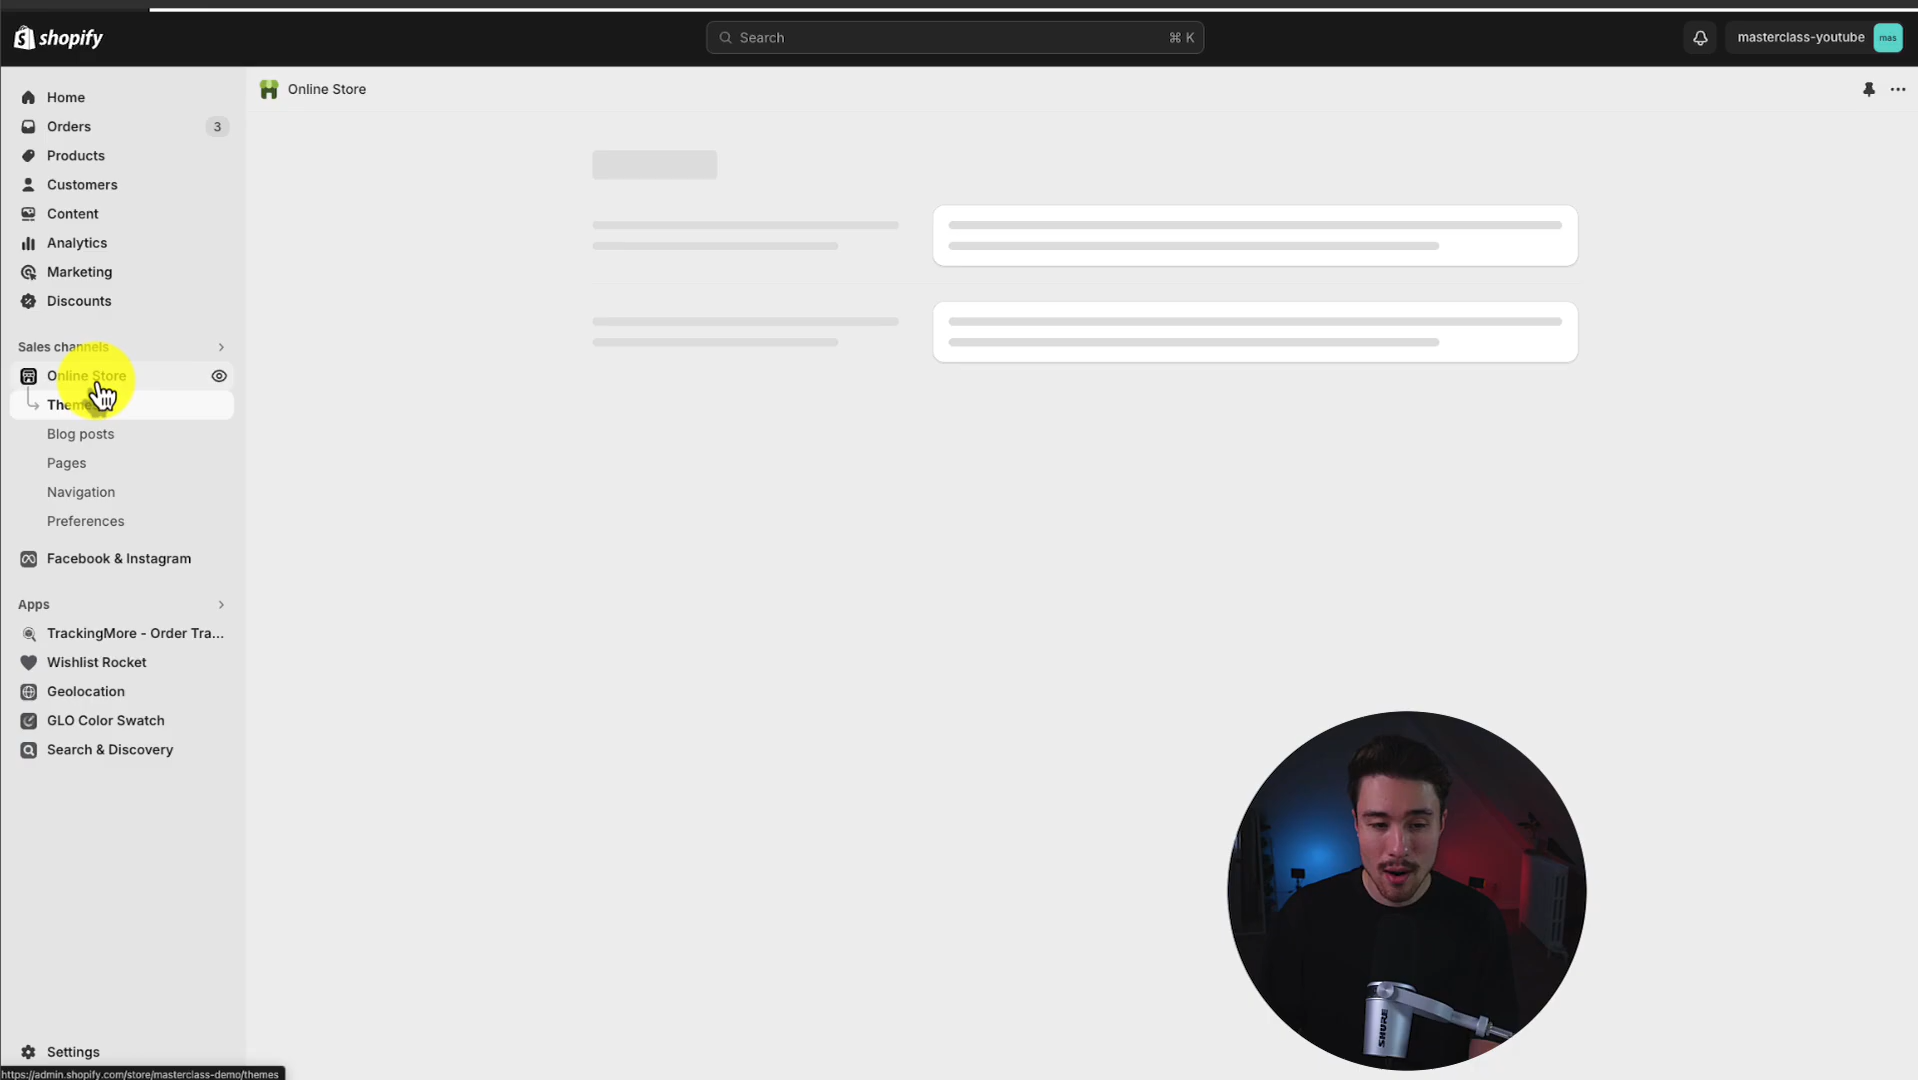 shopify
Search
⌘ K
masterclass-youtube
mas
Home
Orders
3
Products
Customers
Content
Analytics
Marketing
Discounts
Sales channels
Online Store
Themes
Blog posts
Pages
Navigation
Preferences
Facebook & Instagram
Apps
TrackingMore - Order Tra...
Wishlist Rocket
Geolocation
GLO Color Swatch
Search & Discovery
Settings
https://admin.shopify.com/store/masterclass-demo/themes
Online Store
SHURE